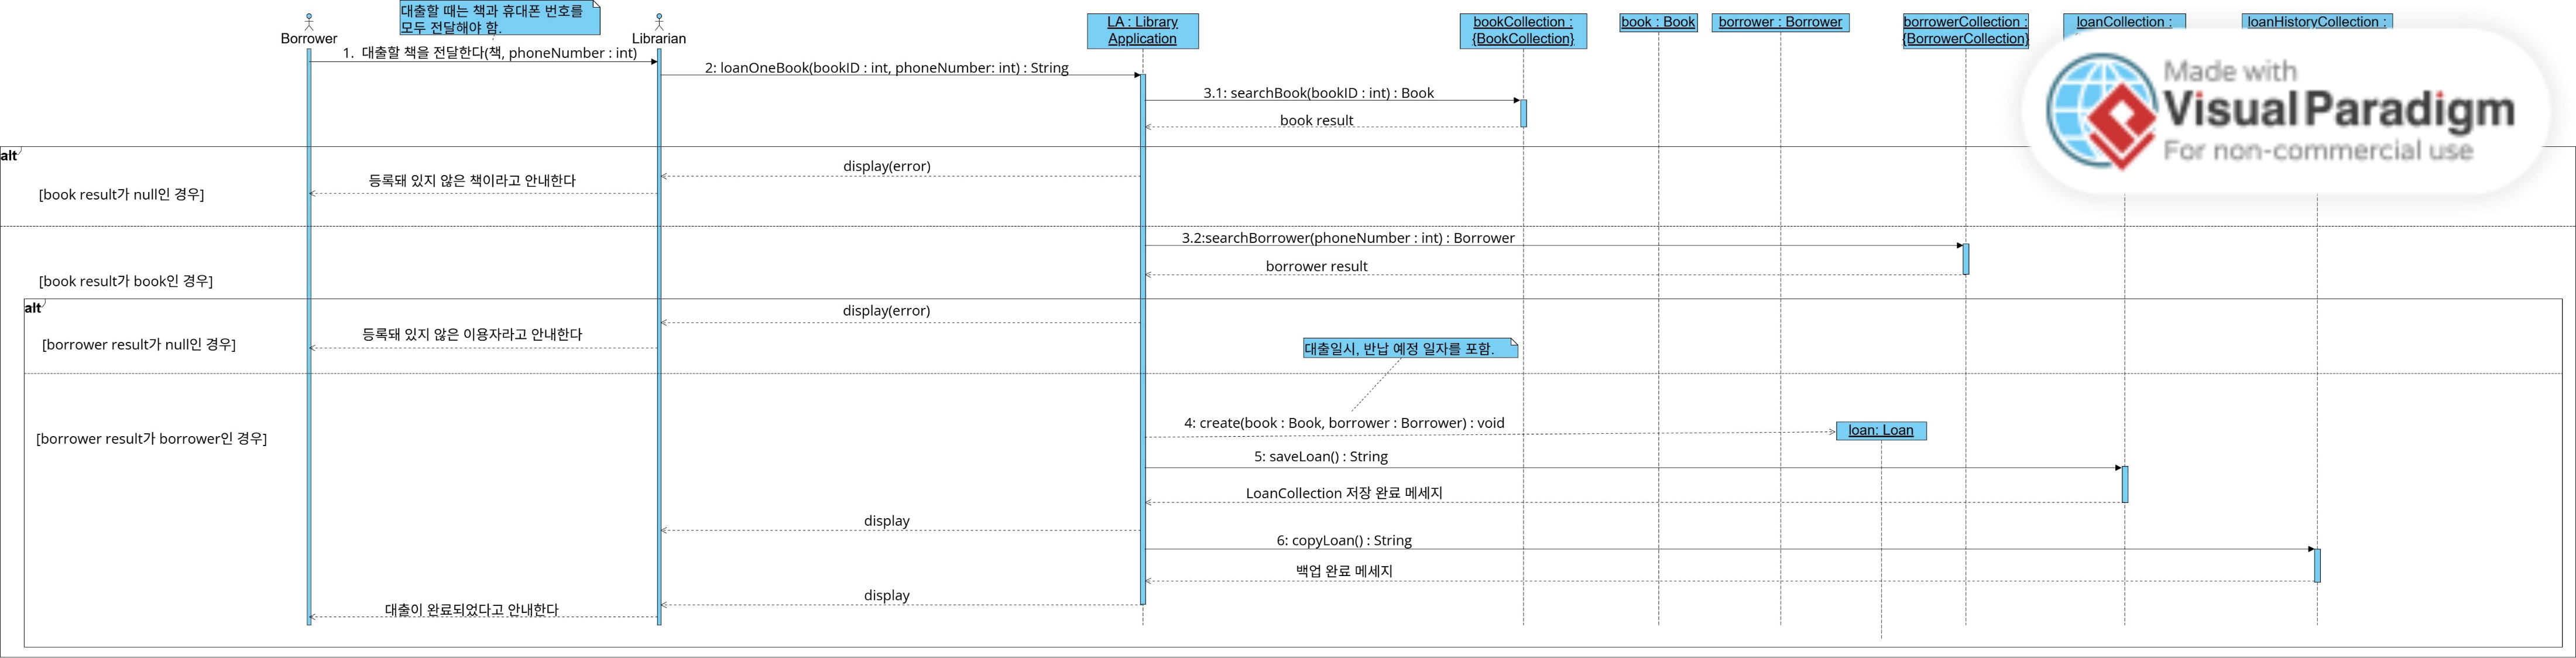 대출할 때는 책과 휴대폰 번호를
모두 전달해야 함.
Borrower
Librarian
LA : Library
Application
bookCollection :
{BookCollection}
book : Book
borrower : Borrower
borrowerCollection :
{BorrowerCollection}
loanCollection :
loanHistoryCollection :
Made with
Visual Paradigm
For non-commercial use
1. 대출할 책을 전달한다(책, phoneNumber : int)
2: loanOneBook(bookID : int, phoneNumber: int) : String
3.1: searchBook(bookID : int) : Book
book result
alt
display(error)
등록돼 있지 않은 책이라고 안내한다
[book result가 null인 경우]
3.2:searchBorrower(phoneNumber : int) : Borrower
borrower result
[book result가 book인 경우]
alt
display(error)
등록돼 있지 않은 이용자라고 안내한다
[borrower result가 null인 경우]
대출일시, 반납 예정 일자를 포함.
4: create(book : Book, borrower : Borrower) : void
loan: Loan
[borrower result가 borrower인 경우]
5: saveLoan() : String
LoanCollection 저장 완료 메세지
display
6: copyLoan() : String
백업 완료 메세지
display
대출이 완료되었다고 안내한다